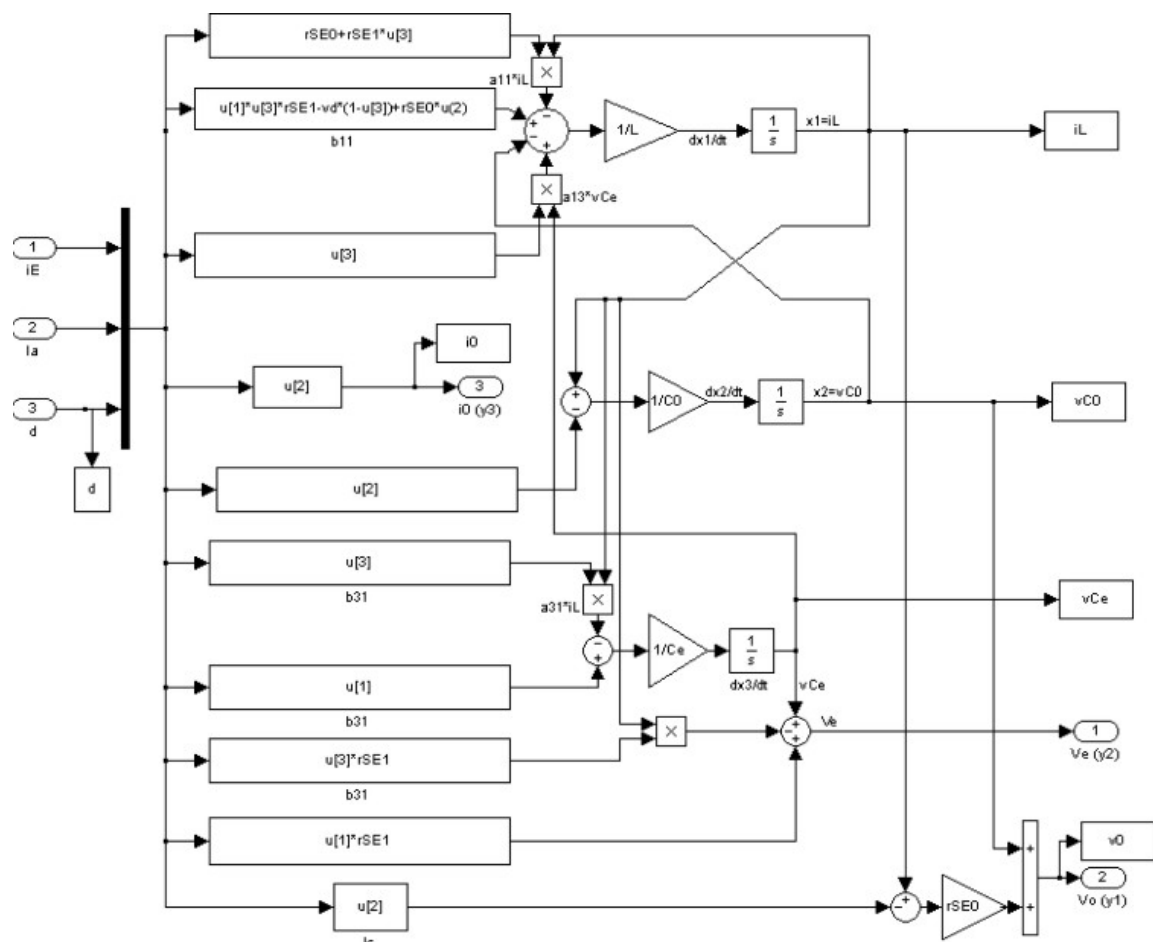 rSE0+rSE1*u[3]
a11*iL
×
u[1]*u[3]*rSE1-vd*(1-u[3])+rSE0*u(2)
b11
+
−
−
+
1/L
dx1/dt
1
s
x1=iL
iL
×
a13*vCe
u[3]
1
iE
2
Ia
3
d
d
i0
u[2]
3
i0 (y3)
+
−
1/C0
dx2/dt
1
s
x2=vC0
vC0
u[2]
u[3]
b31
a31*iL
×
−
+
1/Ce
1
s
dx3/dt
vCe
vCe
u[1]
b31
×
−
+
+
Ve
1
Ve (y2)
u[3]*rSE1
b31
u[1]*rSE1
u[2]
−
+
rSE0
+
+
v0
2
Vo (y1)